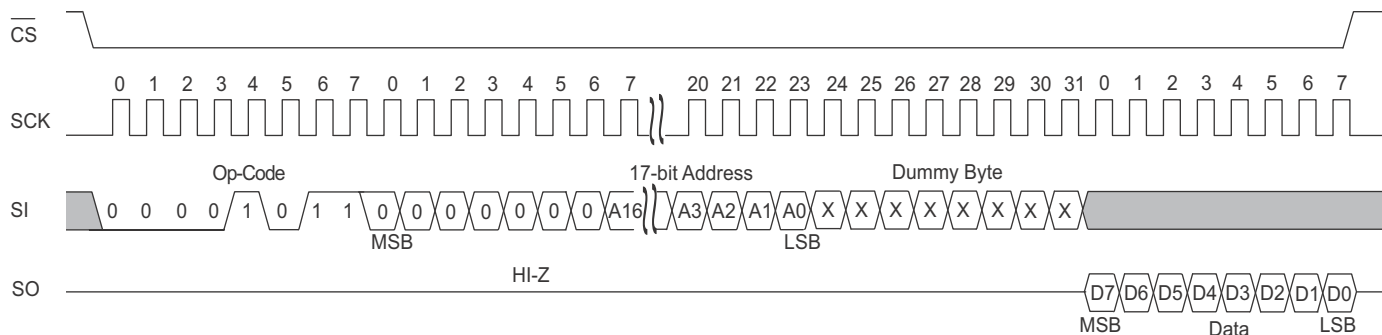 CS
0 1 2 3 4 5 6 7 0 1 2 3 4 5 6 7 20 21 22 23 24 25 26 27 28 29 30 31 0 1 2 3 4 5 6 7
SCK
Op-Code 17-bit Address Dummy Byte
SI 0 0 0 0 1 0 1 1 0 0 0 0 0 0 0 A16 A3 A2 A1 A0 X X X X X X X X
MSB LSB
HI-Z
SO D7 D6 D5 D4 D3 D2 D1 D0
MSB Data LSB